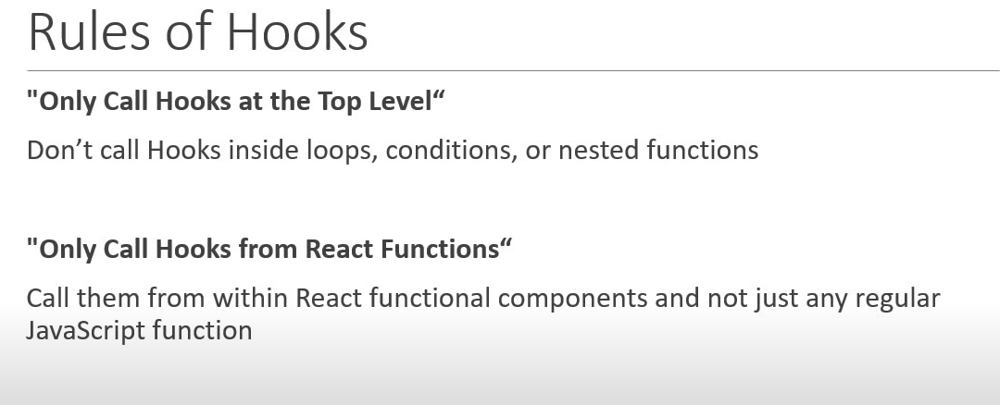 Rules of Hooks
"Only Call Hooks at the Top Level“
Don’t call Hooks inside loops, conditions, or nested functions
"Only Call Hooks from React Functions“
Call them from within React functional components and not just any regular
JavaScript function